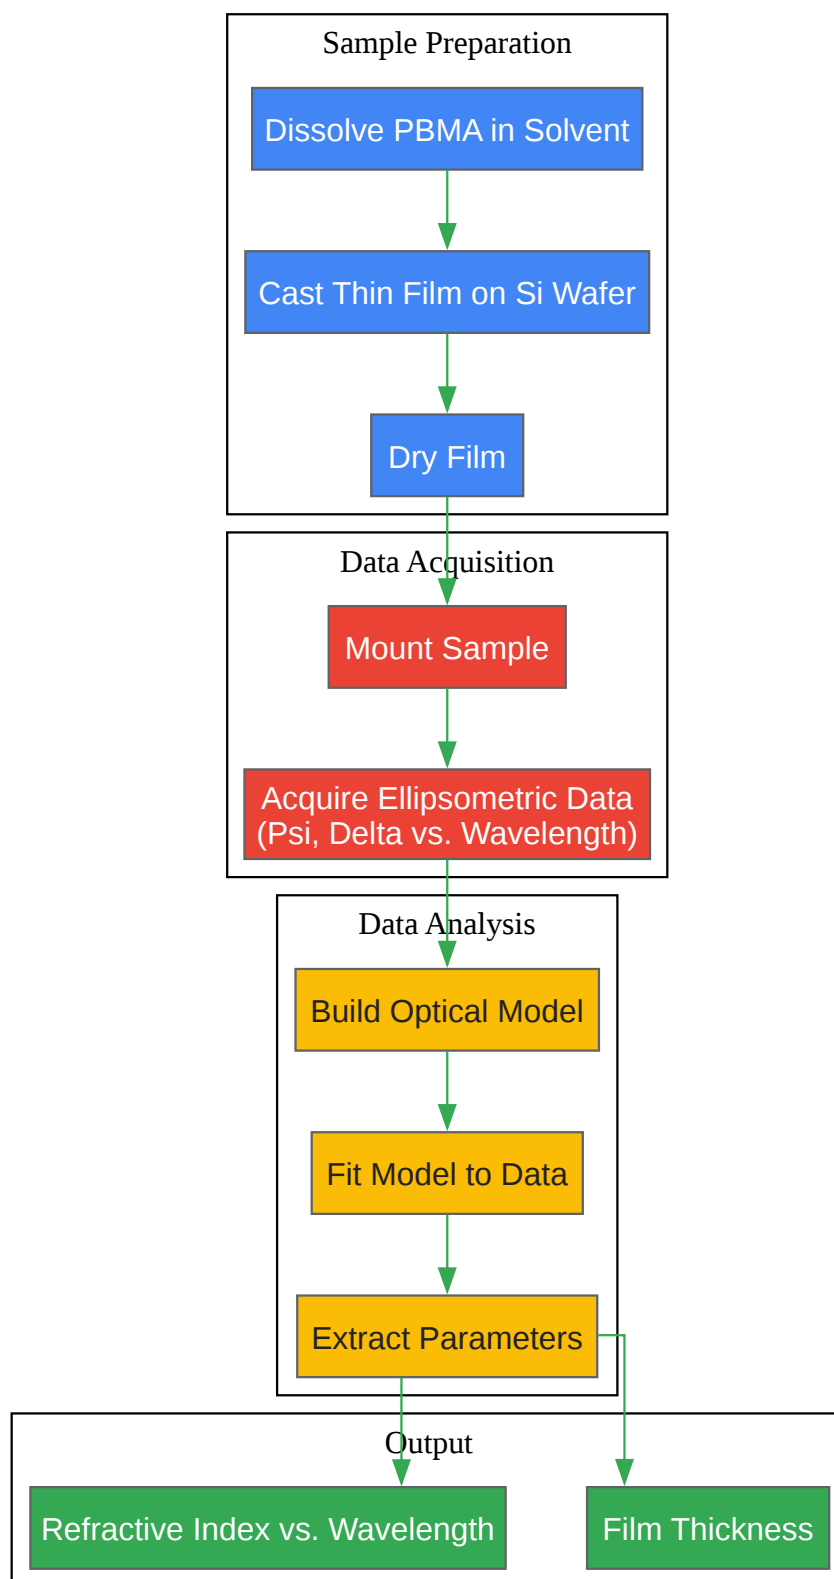 Sample Preparation
Dissolve PBMA in Solvent
Cast Thin Film on Si Wafer
Dry Film
Data Acquisition
Mount Sample
Acquire Ellipsometric Data
(Psi, Delta vs. Wavelength)
Data Analysis
Build Optical Model
Fit Model to Data
Extract Parameters
Output
Refractive Index vs. Wavelength
Film Thickness